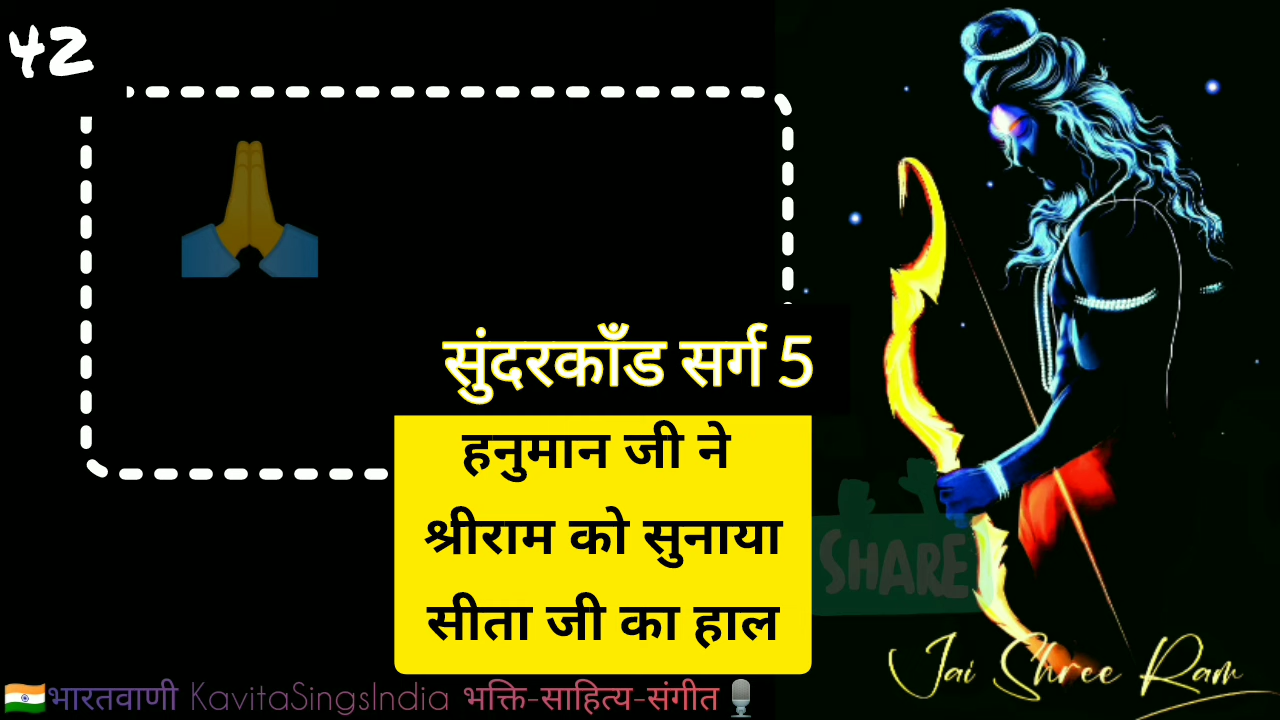 42
सुंदरकाँड सर्ग 5
हनुमान जी ने
श्रीराम को सुनाया
सीता जी का हाल
SHARE
Jai Shree Ram
भारतवाणी KavitaSingsIndia भक्ति-साहित्य-संगीत